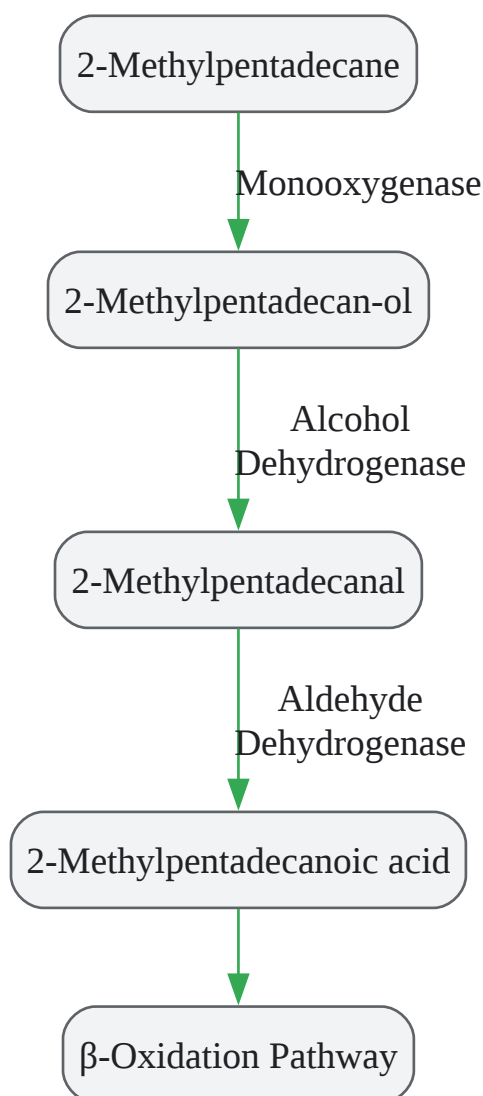 2-Methylpentadecane
Monooxygenase
2-Methylpentadecan-ol
Alcohol
Dehydrogenase
2-Methylpentadecanal
Aldehyde
Dehydrogenase
2-Methylpentadecanoic acid
β-Oxidation Pathway